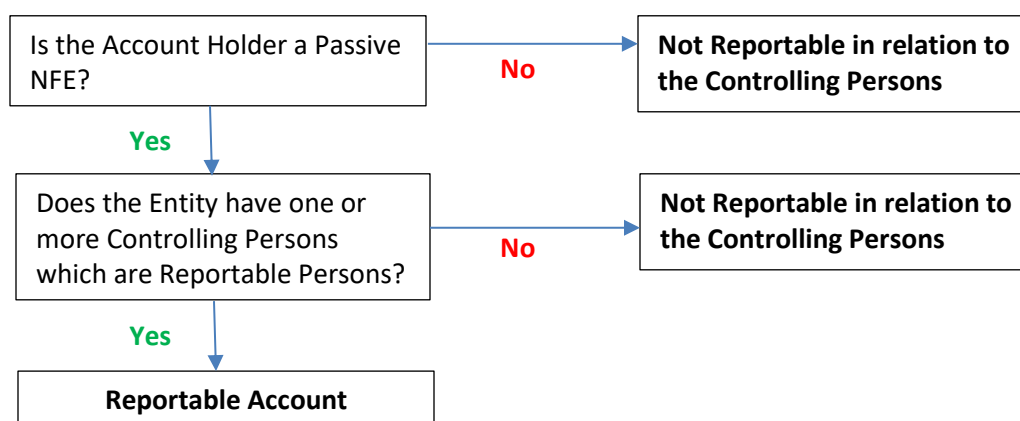 Is the Account Holder a Passive
NFE?
No
Not Reportable in relation to
the Controlling Persons
Yes
Does the Entity have one or
more Controlling Persons
which are Reportable Persons?
No
Not Reportable in relation to
the Controlling Persons
Yes
Reportable Account